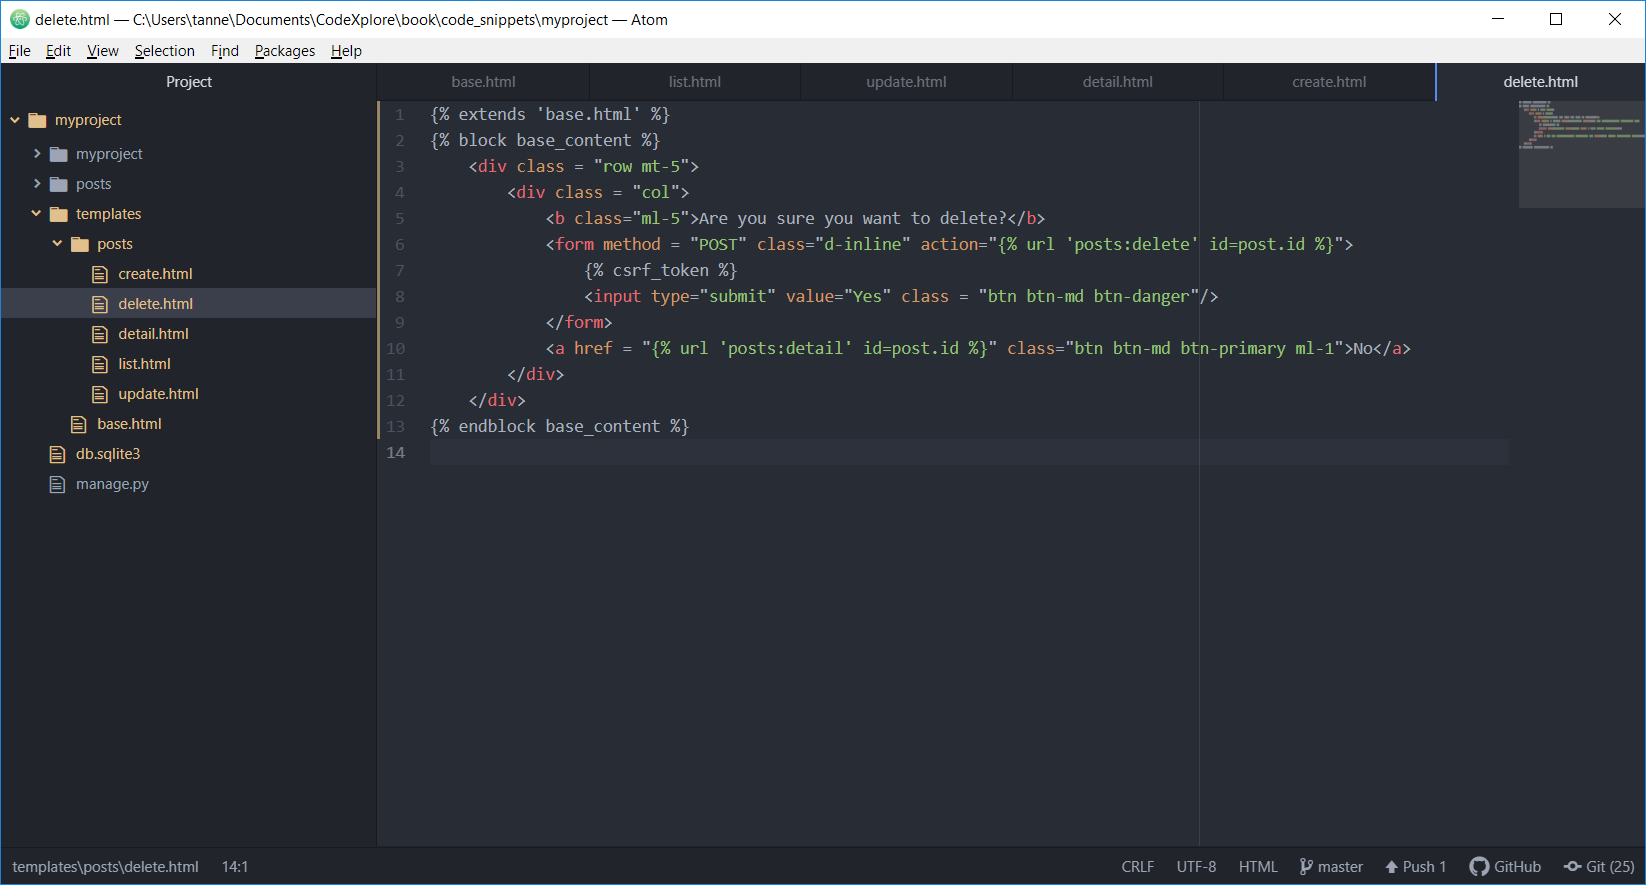 delete.html — C:\Users\tanne\Documents\CodeXplore\book\code_snippets\myproject — Atom
File Edit View Selection Find Packages Help
Project
base.html list.html update.html detail.html create.html delete.html
myproject
myproject
posts
templates
posts
create.html
delete.html
detail.html
list.html
update.html
base.html
db.sqlite3
manage.py
1 {% extends 'base.html' %}
2 {% block base_content %}
3 <div class = "row mt-5">
4 <div class = "col">
5 <b class="ml-5">Are you sure you want to delete?</b>
6 <form method = "POST" class="d-inline" action="{% url 'posts:delete' id=post.id %}">
7 {% csrf_token %}
8 <input type="submit" value="Yes" class = "btn btn-md btn-danger"/>
9 </form>
10 <a href = "{% url 'posts:detail' id=post.id %}" class="btn btn-md btn-primary ml-1">No</a>
11 </div>
12 </div>
13 {% endblock base_content %}
14
templates\posts\delete.html 14:1 CRLF UTF-8 HTML master Push 1 GitHub Git (25)